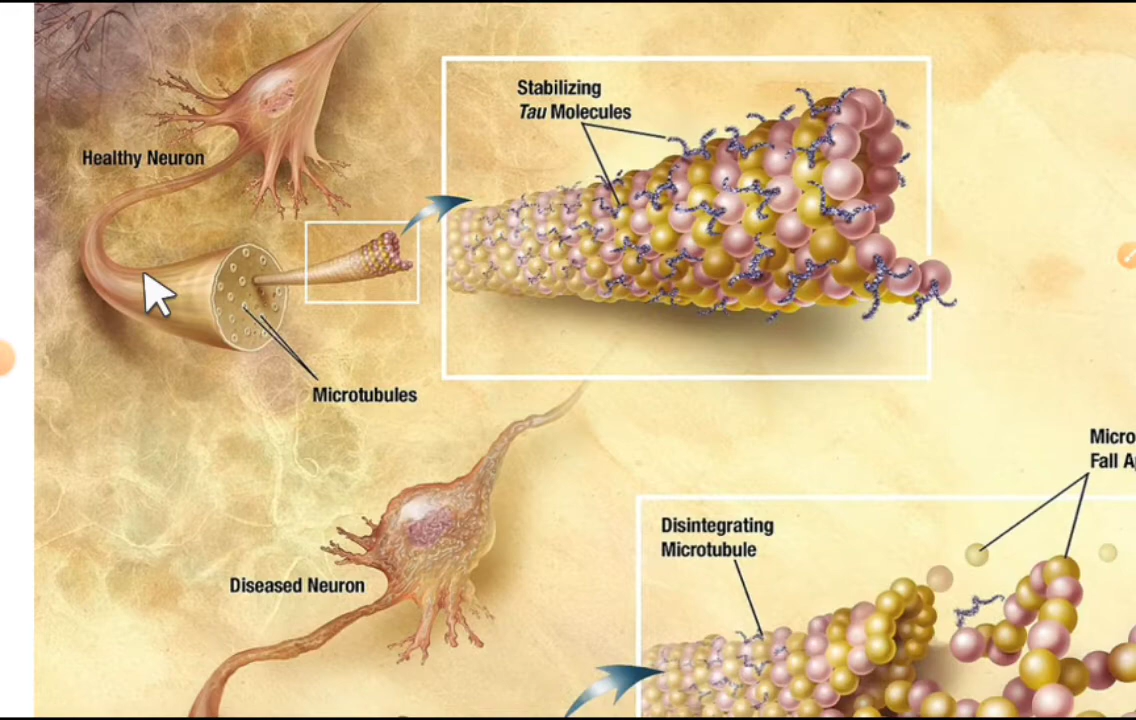 Stabilizing
Tau Molecules
Healthy Neuron
Microtubules
Micro
Fall A
Disintegrating
Microtubule
Diseased Neuron